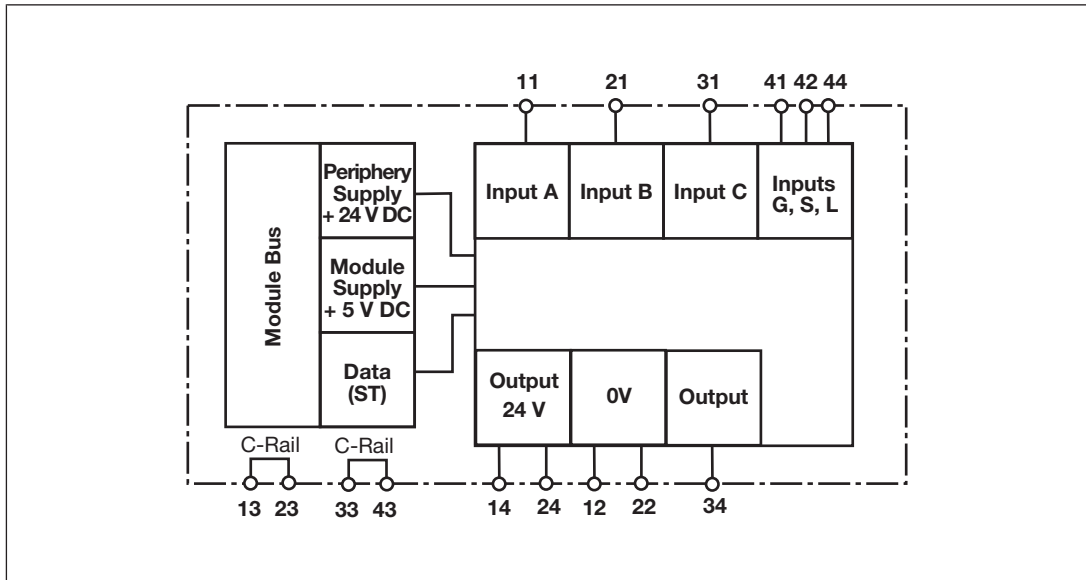 11 21 31 41 42 44
Module Bus
Periphery
Supply
+ 24 V DC
Module
Supply
+ 5 V DC
Data
(ST)
Input A
Input B
Input C
Inputs
G, S, L
Output
24 V
0V
Output
C-Rail
C-Rail
13 23 33 43 14 24 12 22 34